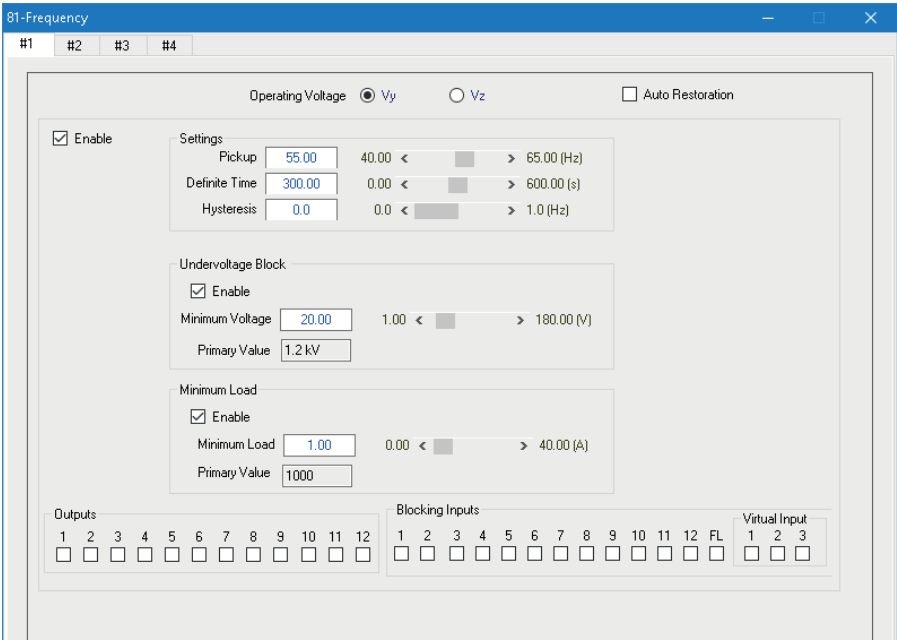 81-Frequency
#1 #2 #3 #4
Operating Voltage Vy Vz Auto Restoration
Enable
Settings
Pickup 55.00 40.00 < > 65.00 (Hz)
Definite Time 300.00 0.00 < > 600.00 (s)
Hysteresis 0.0 0.0 < > 1.0 (Hz)
Undervoltage Block
Enable
Minimum Voltage 20.00 1.00 < > 180.00 (V)
Primary Value 1.2 kV
Minimum Load
Enable
Minimum Load 1.00 0.00 < > 40.00 (A)
Primary Value 1000
Outputs
1 2 3 4 5 6 7 8 9 10 11 12
Blocking Inputs
1 2 3 4 5 6 7 8 9 10 11 12 FL
Virtual Input
1 2 3